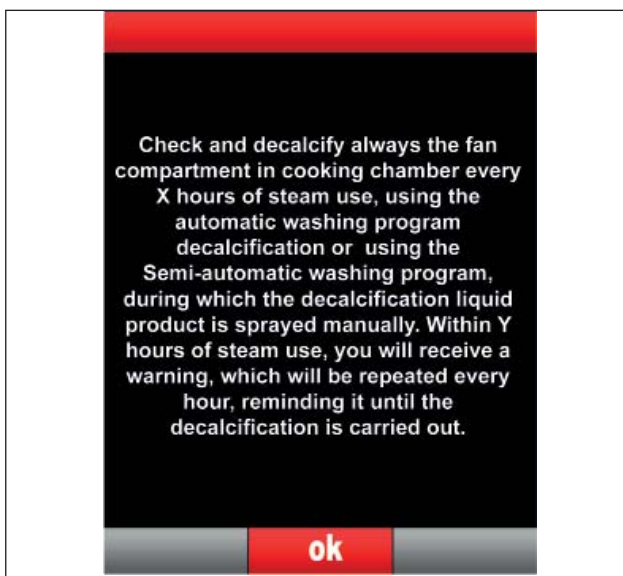 Check and decalcify always the fan
compartment in cooking chamber every
X hours of steam use, using the
automatic washing program
decalcification or using the
Semi-automatic washing program,
during which the decalcification liquid
product is sprayed manually. Within Y
hours of steam use, you will receive a
warning, which will be repeated every
hour, reminding it until the
decalcification is carried out.
ok